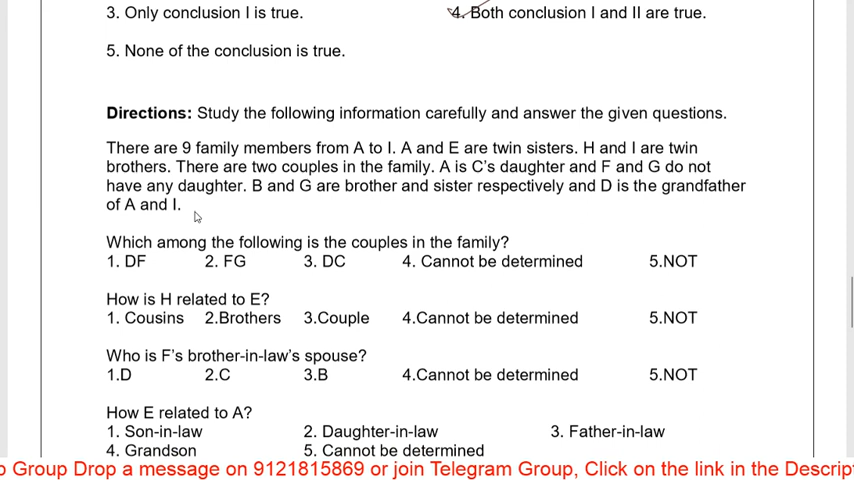 3. Only conclusion I is true. 4. Both conclusion I and II are true.
5. None of the conclusion is true.
Directions: Study the following information carefully and answer the given questions.
There are 9 family members from A to I. A and E are twin sisters. H and I are twin
brothers. There are two couples in the family. A is C's daughter and F and G do not
have any daughter. B and G are brother and sister respectively and D is the grandfather
of A and I.
Which among the following is the couples in the family?
1. DF 2. FG 3. DC 4. Cannot be determined 5.NOT
How is H related to E?
1. Cousins 2.Brothers 3.Couple 4.Cannot be determined 5.NOT
Who is F's brother-in-law's spouse?
1.D 2.C 3.B 4.Cannot be determined 5.NOT
How E related to A?
1. Son-in-law 2. Daughter-in-law 3. Father-in-law
4. Grandson 5. Cannot be determined
Group Drop a message on 9121815869 or join Telegram Group, Click on the link in the